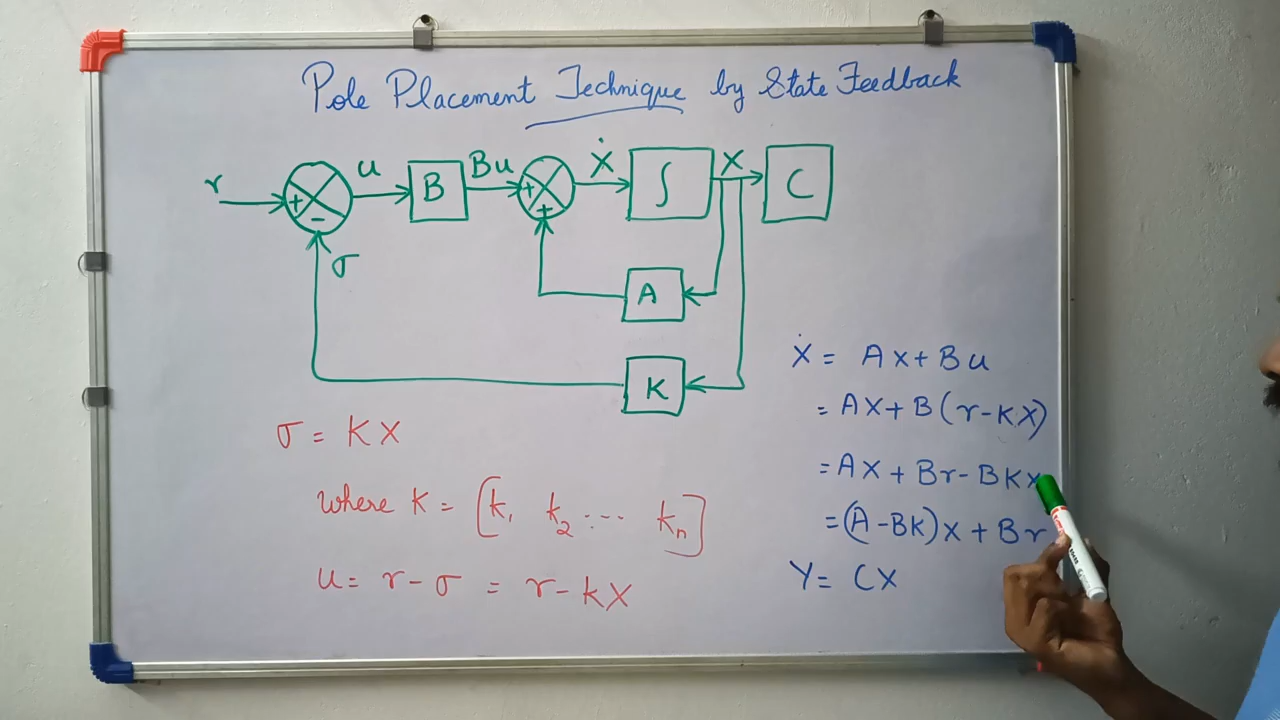 Pole Placement Technique by State Feedback
r + - u B Bu + + Ẋ ∫ X C
σ
A
K
σ = KX
where K = [k₁ k₂ ... kₙ]
u = r - σ = r - kX
Ẋ = AX + Bu
= AX + B(r - KX)
= AX + Br - BKX
= (A - BK)X + Br
Y = CX